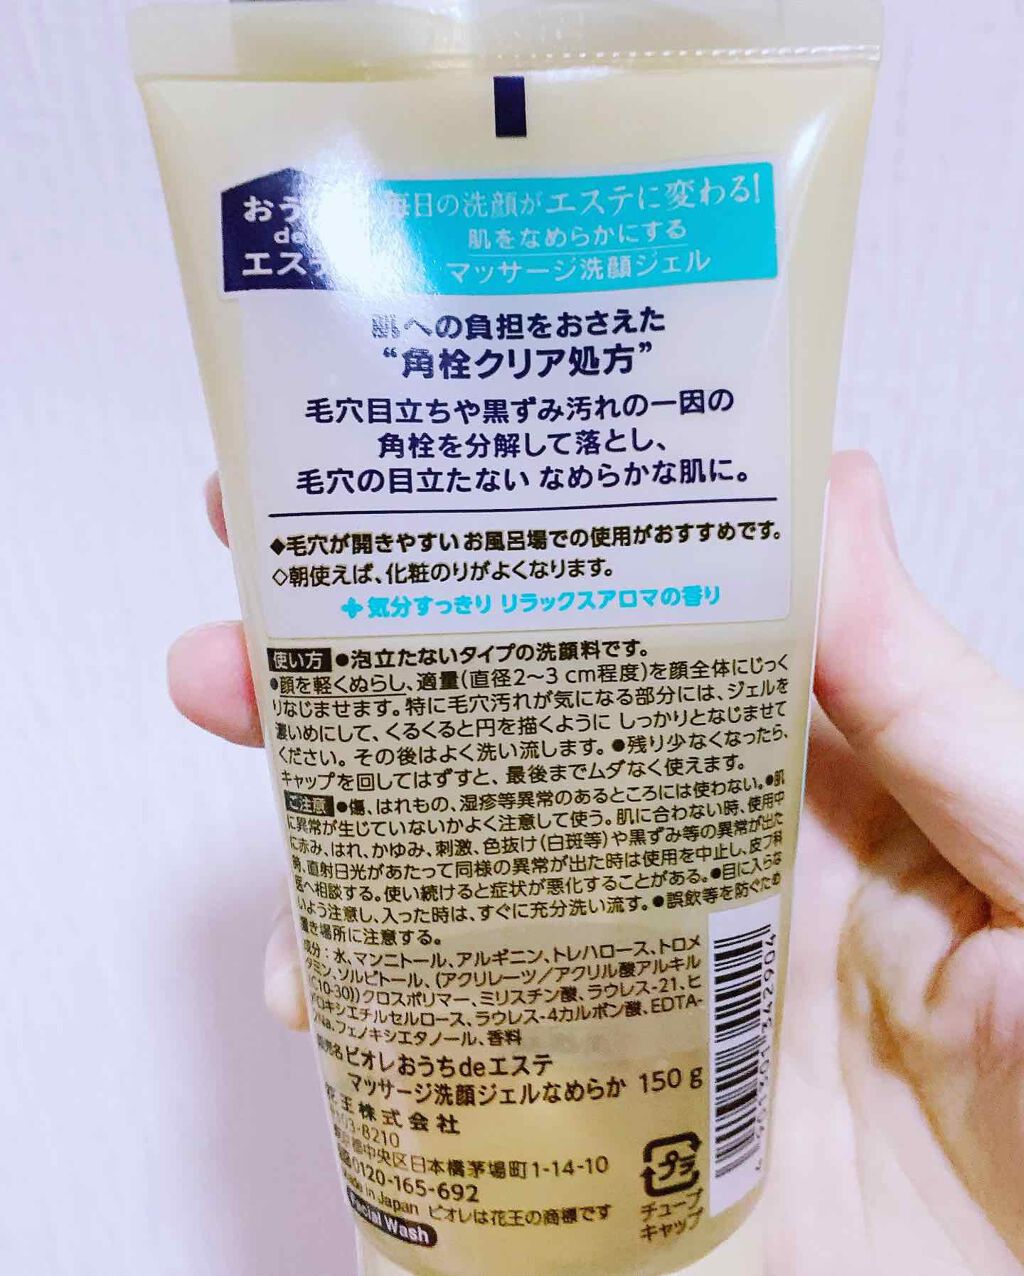 おう
de
エステ
毎日の洗顔がエステに変わる!
肌をなめらかにする
マッサージ洗顔ジェル
肌への負担をおさえた
“角栓クリア処方”
毛穴目立ちや黒ずみ汚れの一因の
角栓を分解して落とし、
毛穴の目立たない なめらかな肌に。
◆毛穴が開きやすいお風呂場での使用がおすすめです。
◇朝使えば、化粧のりがよくなります。
気分すっきり リラックスアロマの香り
使い方 ●泡立たないタイプの洗顔料です。
●顔を軽くぬらし、適量(直径2〜3 cm程度)を顔全体にじっく
りなじませます。特に毛穴汚れが気になる部分には、ジェルを
濃いめにして、くるくると円を描くように しっかりとなじませて
ください。その後はよく洗い流します。●残り少なくなったら、
キャップを回してはずすと、最後までムダなく使えます。
ご注意 ●傷、はれもの、湿疹等異常のあるところには使わない。●肌
に異常が生じていないかよく注意して使う。肌に合わない時、使用中
に赤み、はれ、かゆみ、刺激、色抜け(白斑等)や黒ずみ等の異常が出た
時、直射日光があたって同様の異常が出た時は使用を中止し、皮フ科
医へ相談する。使い続けると症状が悪化することがある。●目に入らな
いよう注意し、入った時は、すぐに充分洗い流す。●誤飲等を防ぐため
置き場所に注意する。
成分:水、マンニトール、アルギニン、トレハロース、トロメ
タミン、ソルビトール、(アクリレーツ/アクリル酸アルキル
(C10-30))クロスポリマー、ミリスチン酸、ラウレス-21、ヒ
ドロキシエチルセルロース、ラウレス-4カルボン酸、EDTA-
Na、フェノキシエタノール、香料
名 ビオレおうちdeエステ
マッサージ洗顔ジェルなめらか 150 g
花王株式会社
103-8210
中央区日本橋茅場町1-14-10
0120-165-692
Made in Japan ビオレは花王の商標です
Facial Wash
プラ
チューブ
キャップ